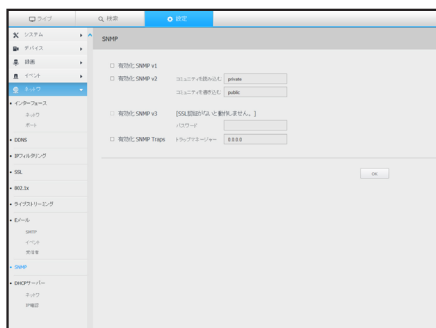 ライブ
検索
設定
システム
デバイス
録画
イベント
ネットワ
インターフェース
ネットワ
ポート
DDNS
IPフィルタリング
SSL
802.1x
ライブストリーミング
Eメール
SMTP
イベント
受信者
SNMP
DHCPサーバー
ネットワ
IP確認
SNMP
有効化 SNMP v1
有効化 SNMP v2
コミュニティを読み込む private
コミュニティを書き込む public
有効化 SNMP v3 [SSL認証がないと動作しません。]
パスワード
有効化 SNMP Traps トラップマネージャー 0.0.0.0
OK